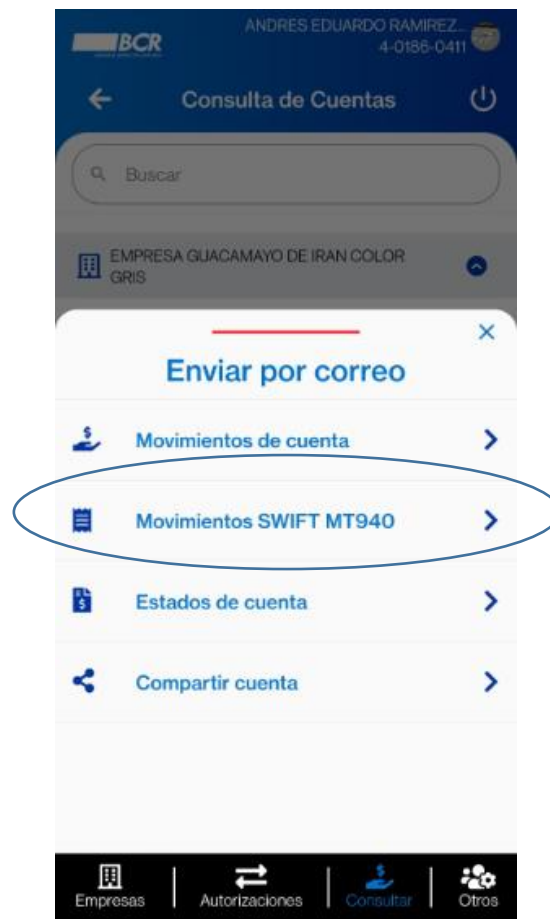 BCR
ANDRES EDUARDO RAMIREZ...
4-0186-0411
Consulta de Cuentas
Buscar
EMPRESA GUACAMAYO DE IRAN COLOR
GRIS
Enviar por correo
Movimientos de cuenta
Movimientos SWIFT MT940
Estados de cuenta
Compartir cuenta
Empresas
Autorizaciones
Consultar
Otros